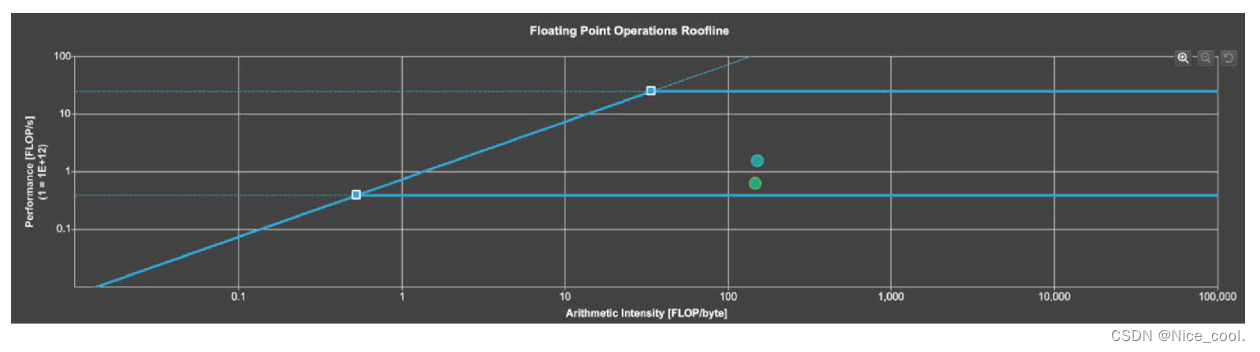 Floating Point Operations Roofline
100
10
1
0.1
Performance [FLOP/s]
(1 = 1E+12)
0.1
1
10
100
1,000
10,000
100,000
Arithmetic Intensity [FLOP/byte]
CSDN @Nice_cool.